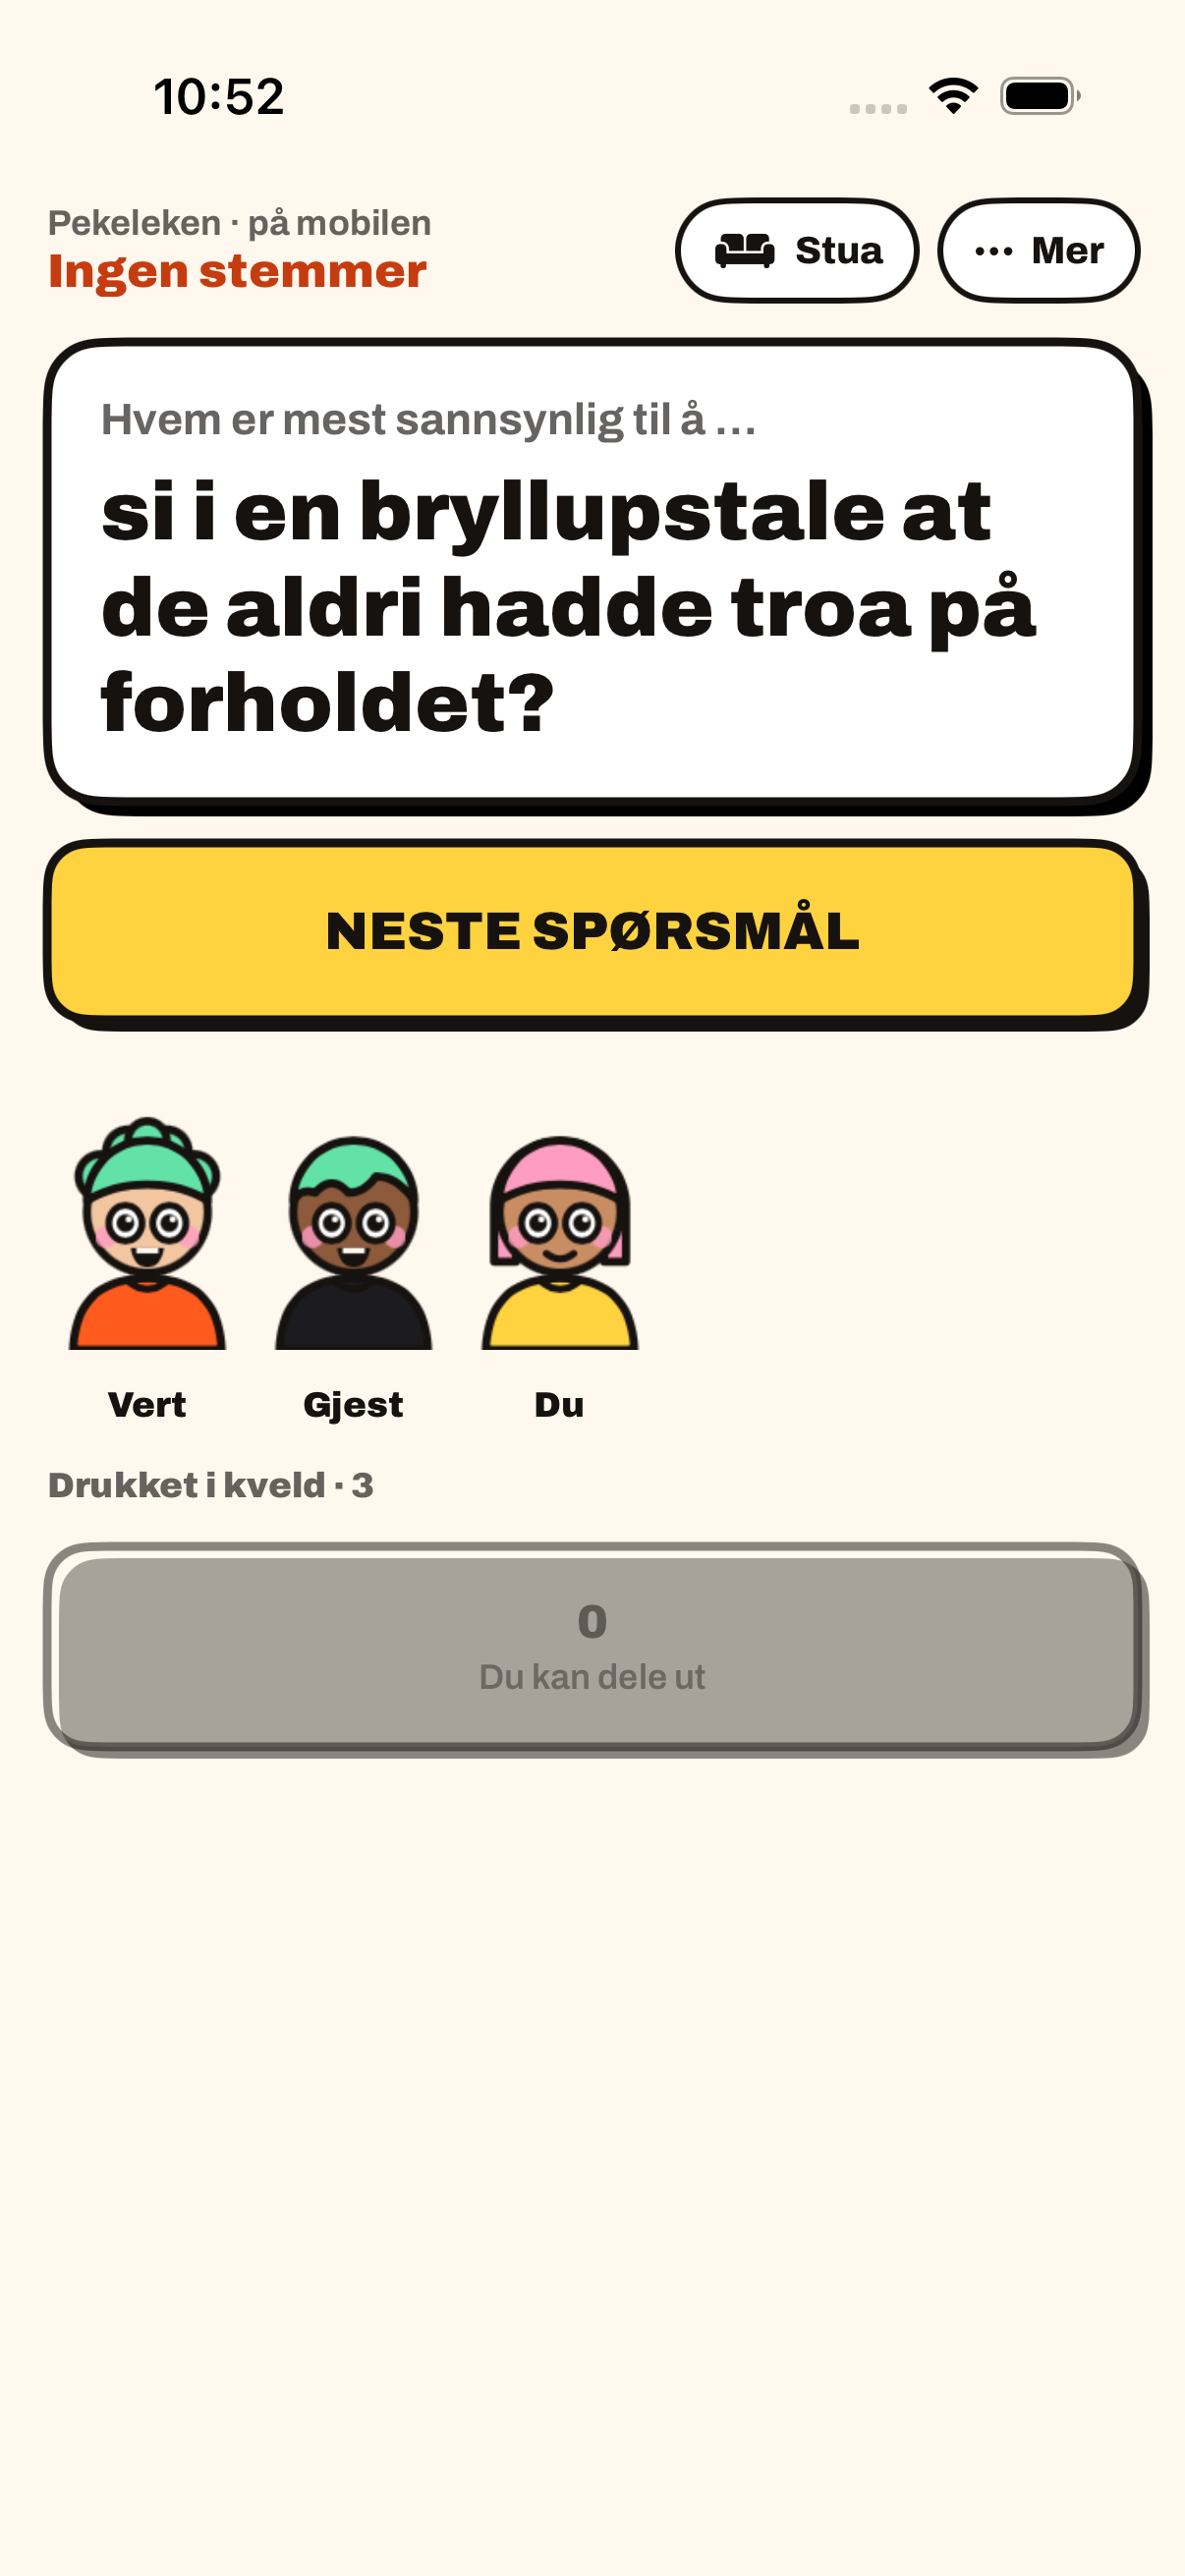 10:52
Pekeleken · på mobilen
Ingen stemmer
Stua
Mer
Hvem er mest sannsynlig til å ...
si i en bryllupstale at
de aldri hadde troa på
forholdet?
NESTE SPØRSMÅL
Vert
Gjest
Du
Drukket i kveld · 3
0
Du kan dele ut